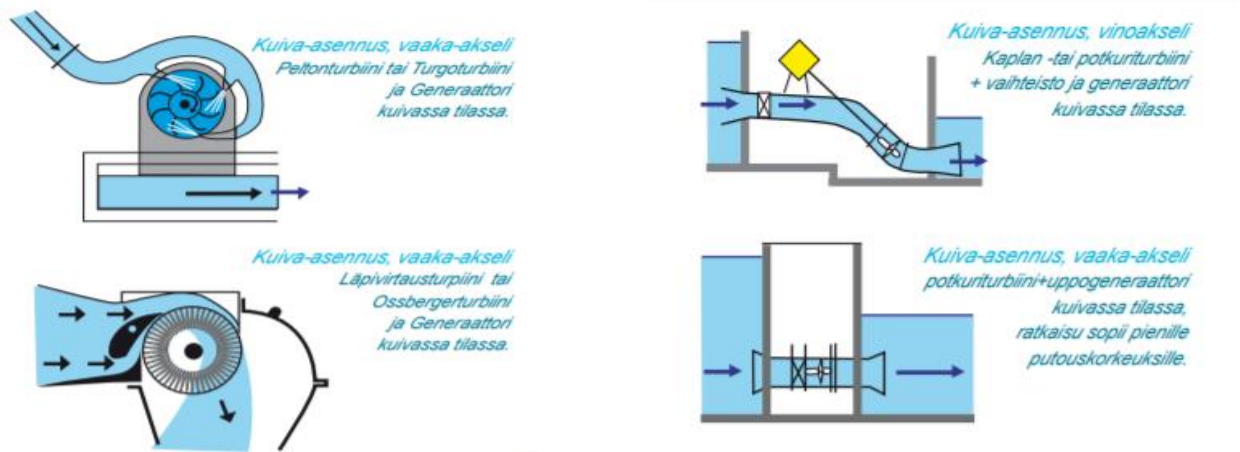 Kuiva-asennus, vaaka-akseli
Peltonturbiini tai Turgoturbiini
ja Generaattori
kuivassa tilassa.
Kuiva-asennus, vinoakseli
Kaplan -tai potkuriturbiini
+ vaihteisto ja generaattori
kuivassa tilassa.
Kuiva-asennus, vaaka-akseli
Läpivirtausturpiini tai
Ossbergerturbiini
ja Generaattori
kuivassa tilassa.
Kuiva-asennus, vaaka-akseli
potkuriturbiini+uppogeneraattori
kuivassa tilassa,
ratkaisu sopii pienille
putouskorkeuksille.